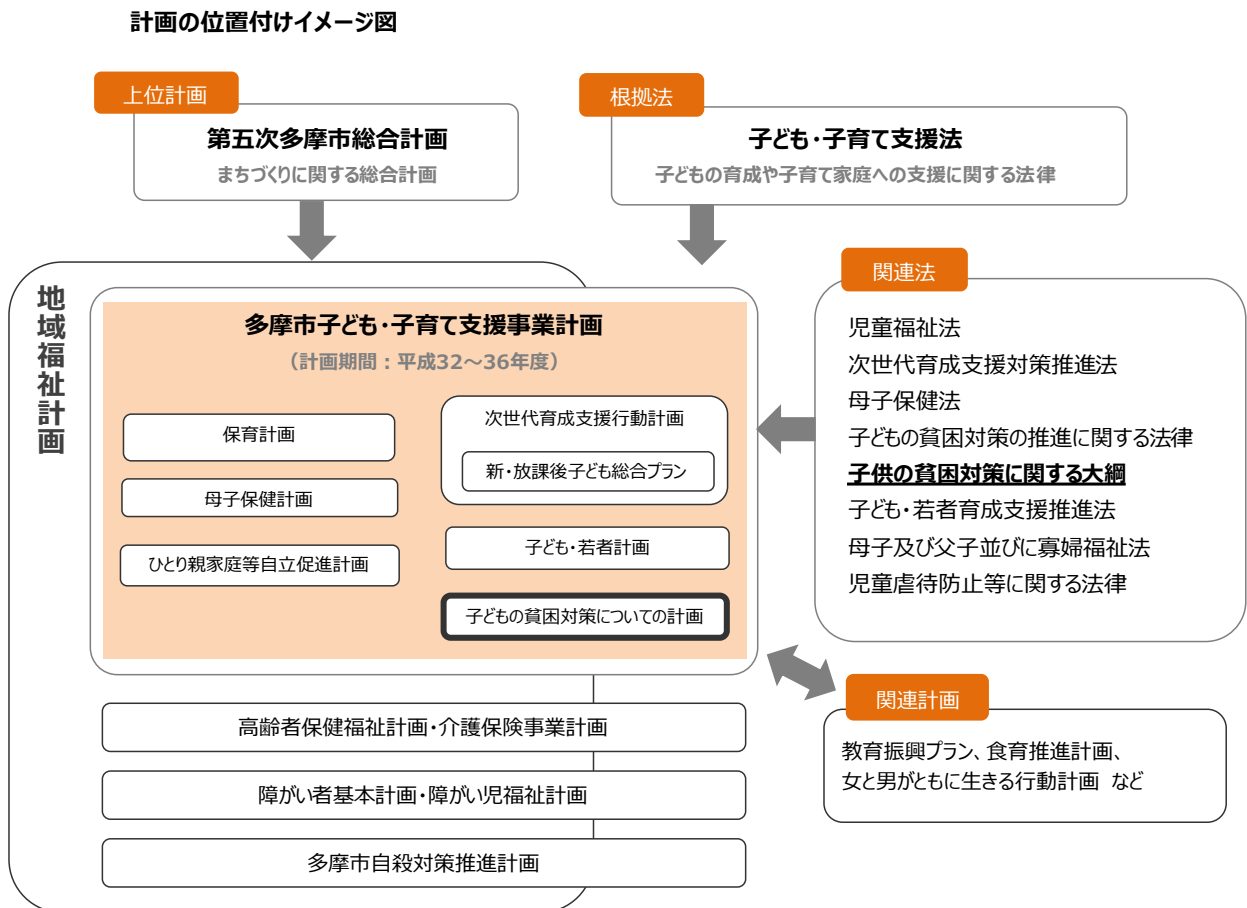 計画の位置付けイメージ図
上位計画
第五次多摩市総合計画
まちづくりに関する総合計画
根拠法
子ども・子育て支援法
子どもの育成や子育て家庭への支援に関する法律
地域福祉計画
多摩市子ども・子育て支援事業計画
（計画期間：平成32～36年度）
保育計画
母子保健計画
ひとり親家庭等自立促進計画
次世代育成支援行動計画
新・放課後子ども総合プラン
子ども・若者計画
子どもの貧困対策についての計画
高齢者保健福祉計画・介護保険事業計画
障がい者基本計画・障がい児福祉計画
多摩市自殺対策推進計画
関連法
児童福祉法
次世代育成支援対策推進法
母子保健法
子どもの貧困対策の推進に関する法律
子供の貧困対策に関する大綱
子ども・若者育成支援推進法
母子及び父子並びに寡婦福祉法
児童虐待防止等に関する法律
関連計画
教育振興プラン、食育推進計画、
女と男がともに生きる行動計画 など